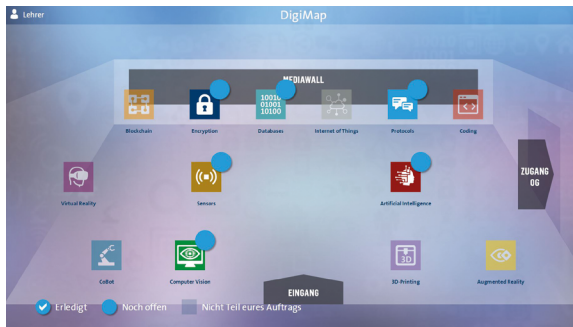 Lehrer
DigiMap
MEDIAWALL
10010
01001
10100
Blockchain
Encryption
Databases
Internet of Things
Protocols
Coding
Virtual Reality
Sensors
Artificial Intelligence
ZUGANG
OG
3D
CoBot
Computer Vision
3D-Printing
Augmented Reality
EINGANG
Erledigt
Noch offen
Nicht Teil eures Auftrags